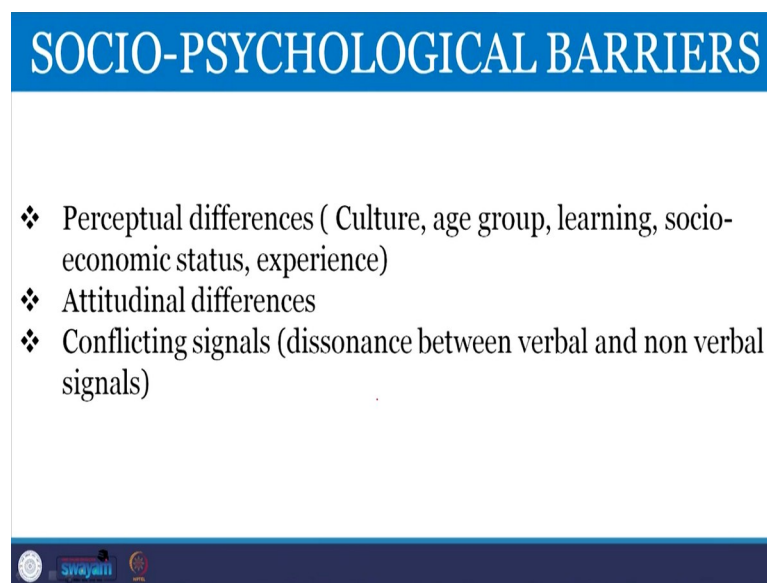 SOCIO-PSYCHOLOGICAL BARRIERS
❖ Perceptual differences ( Culture, age group, learning, socio-
economic status, experience)
❖ Attitudinal differences
❖ Conflicting signals (dissonance between verbal and non verbal
signals)
swayam